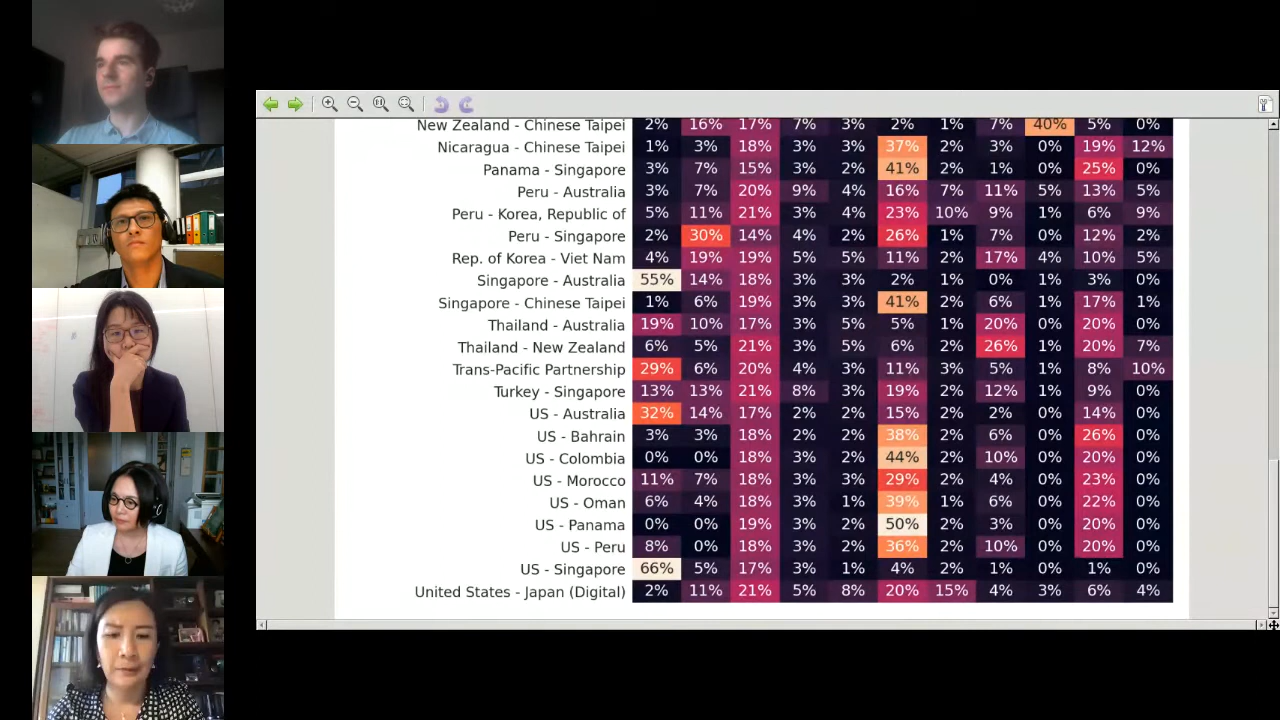 New Zealand - Chinese Taipei 2% 16% 17% 7% 3% 2% 1% 7% 40% 5% 0%
Nicaragua - Chinese Taipei 1% 3% 18% 3% 3% 37% 2% 3% 0% 19% 12%
Panama - Singapore 3% 7% 15% 3% 2% 41% 2% 1% 0% 25% 0%
Peru - Australia 3% 7% 20% 9% 4% 16% 7% 11% 5% 13% 5%
Peru - Korea, Republic of 5% 11% 21% 3% 4% 23% 10% 9% 1% 6% 9%
Peru - Singapore 2% 30% 14% 4% 2% 26% 1% 7% 0% 12% 2%
Rep. of Korea - Viet Nam 4% 19% 19% 5% 5% 11% 2% 17% 4% 10% 5%
Singapore - Australia 55% 14% 18% 3% 3% 2% 1% 0% 1% 3% 0%
Singapore - Chinese Taipei 1% 6% 19% 3% 3% 41% 2% 6% 1% 17% 1%
Thailand - Australia 19% 10% 17% 3% 5% 5% 1% 20% 0% 20% 0%
Thailand - New Zealand 6% 5% 21% 3% 5% 6% 2% 26% 1% 20% 7%
Trans-Pacific Partnership 29% 6% 20% 4% 3% 11% 3% 5% 1% 8% 10%
Turkey - Singapore 13% 13% 21% 8% 3% 19% 2% 12% 1% 9% 0%
US - Australia 32% 14% 17% 2% 2% 15% 2% 2% 0% 14% 0%
US - Bahrain 3% 3% 18% 2% 2% 38% 2% 6% 0% 26% 0%
US - Colombia 0% 0% 18% 3% 2% 44% 2% 10% 0% 20% 0%
US - Morocco 11% 7% 18% 3% 3% 29% 2% 4% 0% 23% 0%
US - Oman 6% 4% 18% 3% 1% 39% 1% 6% 0% 22% 0%
US - Panama 0% 0% 19% 3% 2% 50% 2% 3% 0% 20% 0%
US - Peru 8% 0% 18% 3% 2% 36% 2% 10% 0% 20% 0%
US - Singapore 66% 5% 17% 3% 1% 4% 2% 1% 0% 1% 0%
United States - Japan (Digital) 2% 11% 21% 5% 8% 20% 15% 4% 3% 6% 4%